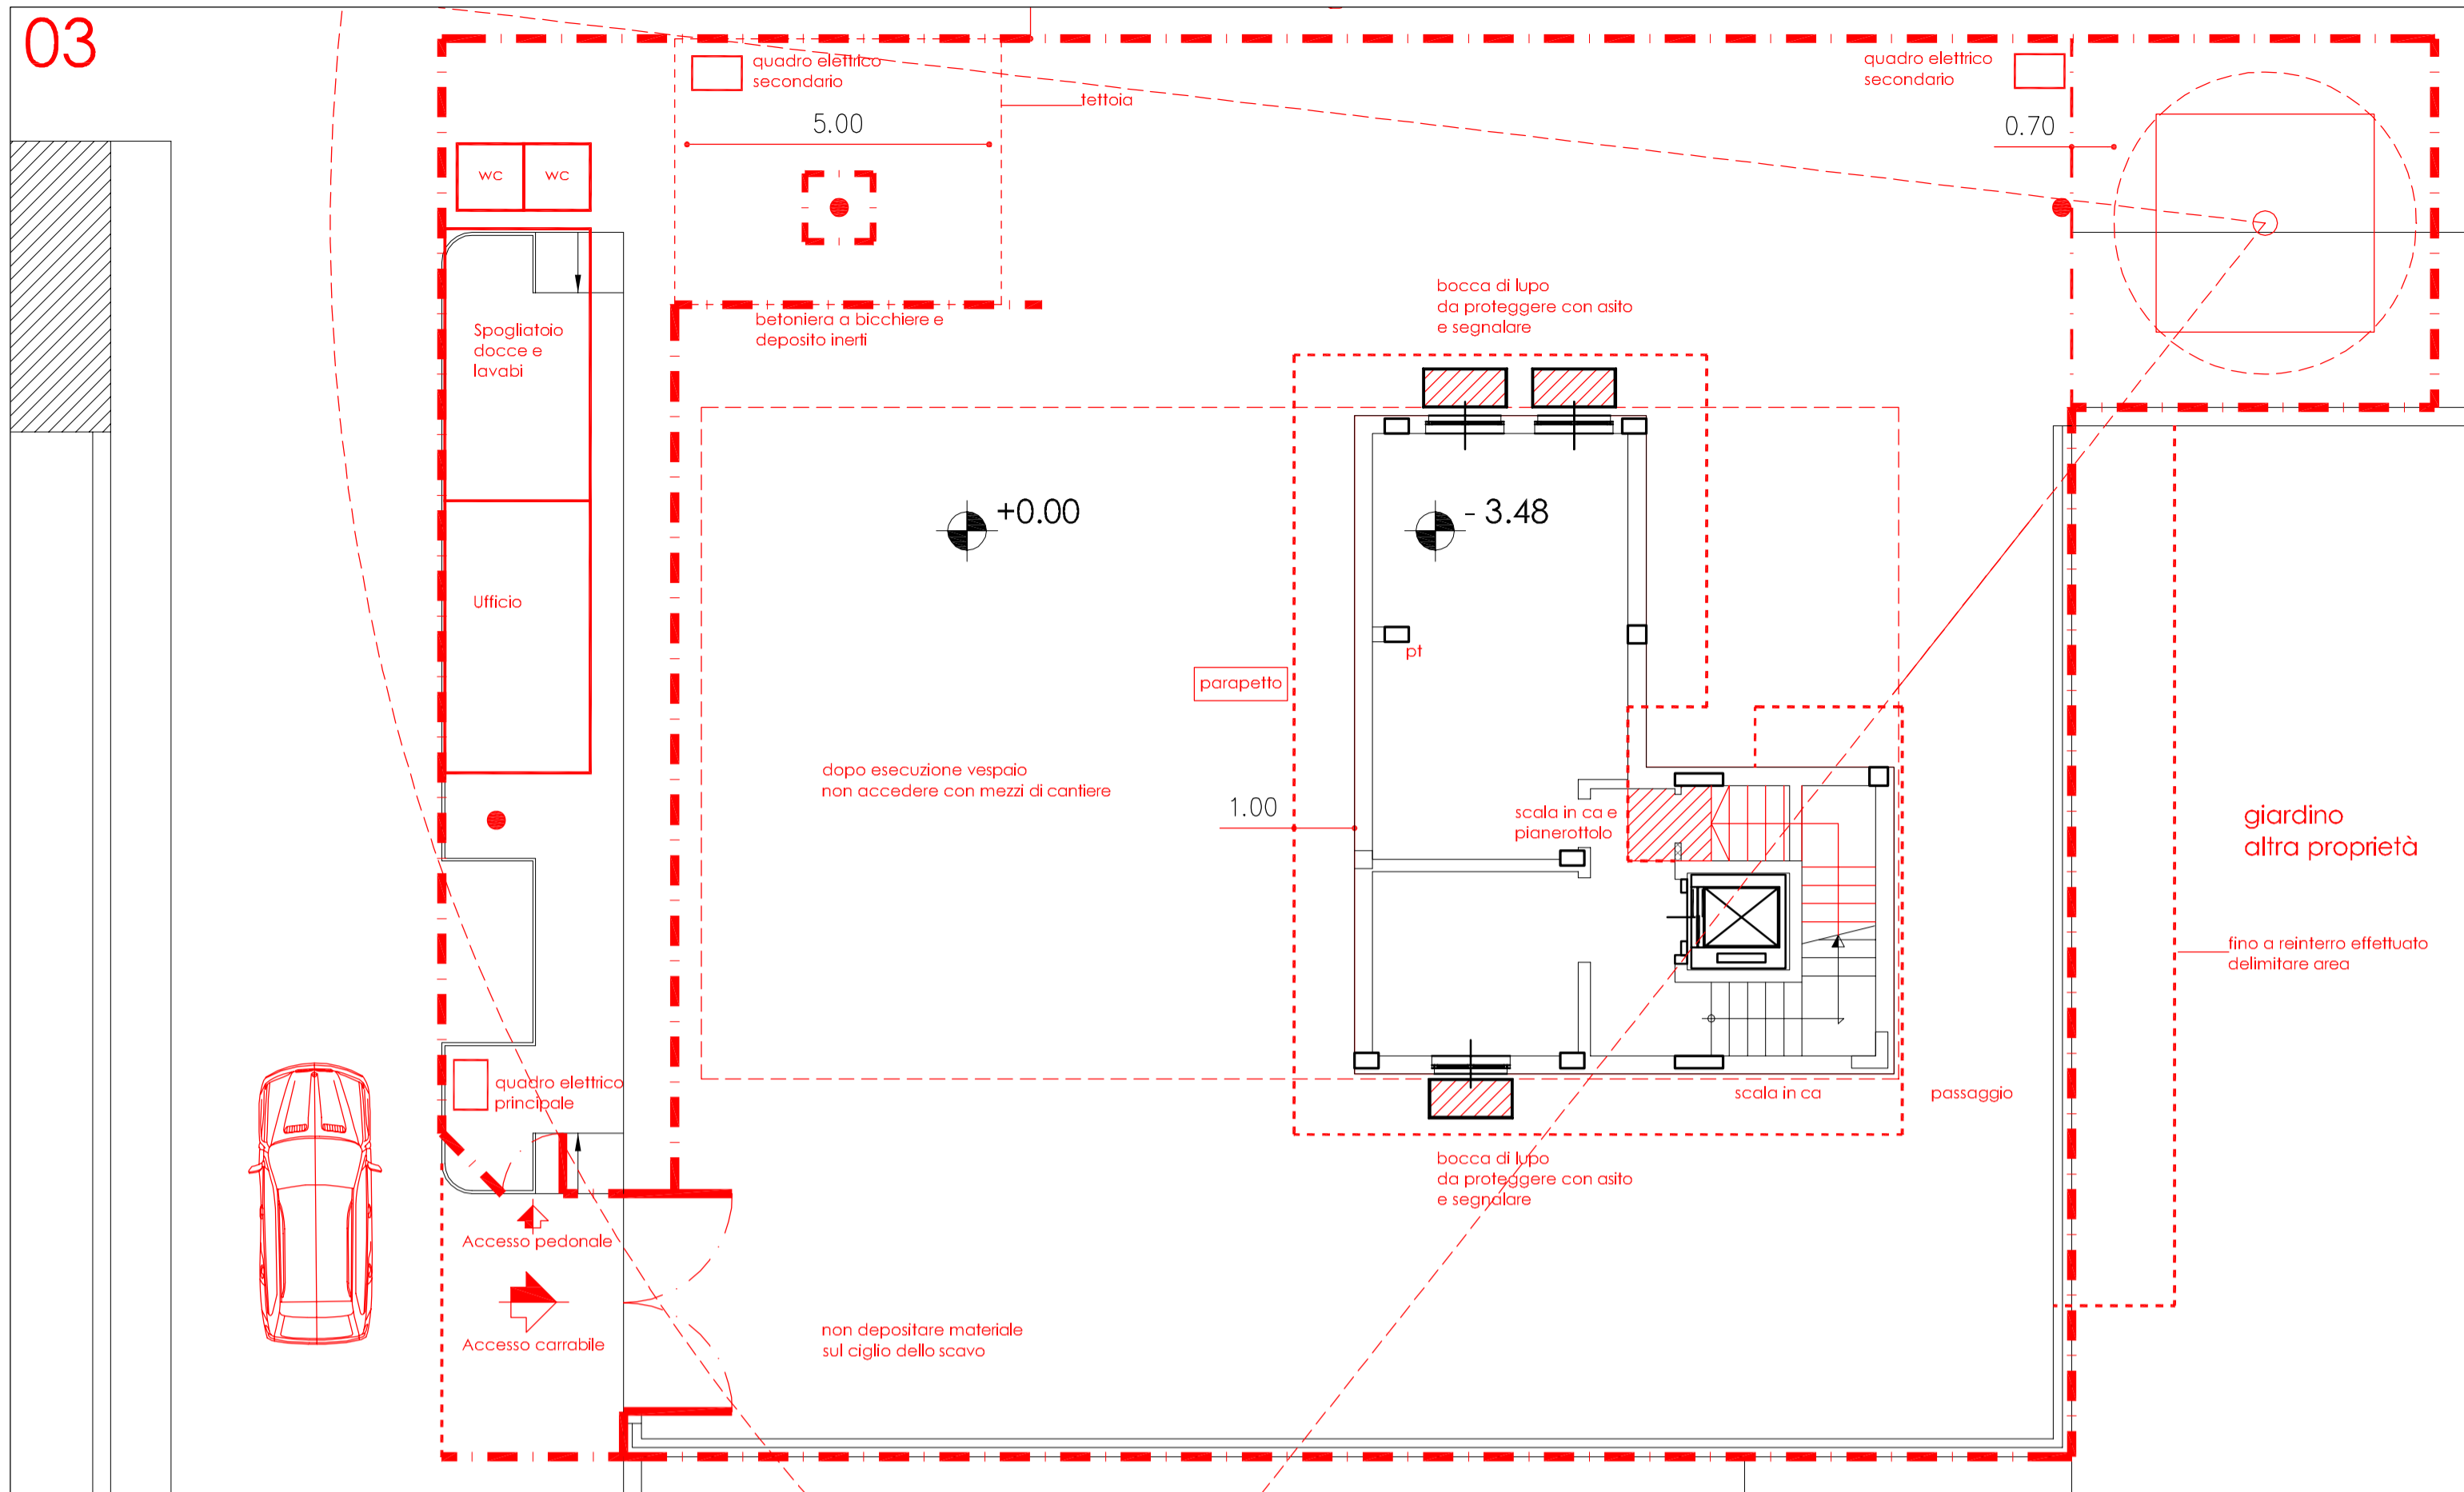 03
quadro elettrico
secondario
tettoia
5.00
quadro elettrico
secondario
0.70
wc
wc
betoniera a bicchiere e
deposito inerti
bocca di lupo
da proteggere con asito
e segnalare
Spogliatoio
docce e
lavabi
+0.00
- 3.48
Ufficio
pt
parapetto
dopo esecuzione vespaio
non accedere con mezzi di cantiere
1.00
scala in ca e
pianerottolo
giardino
altra proprietà
fino a reinterro effettuato
delimitare area
quadro elettrico
principale
scala in ca
passaggio
bocca di lupo
da proteggere con asito
e segnalare
Accesso pedonale
Accesso carrabile
non depositare materiale
sul ciglio dello scavo